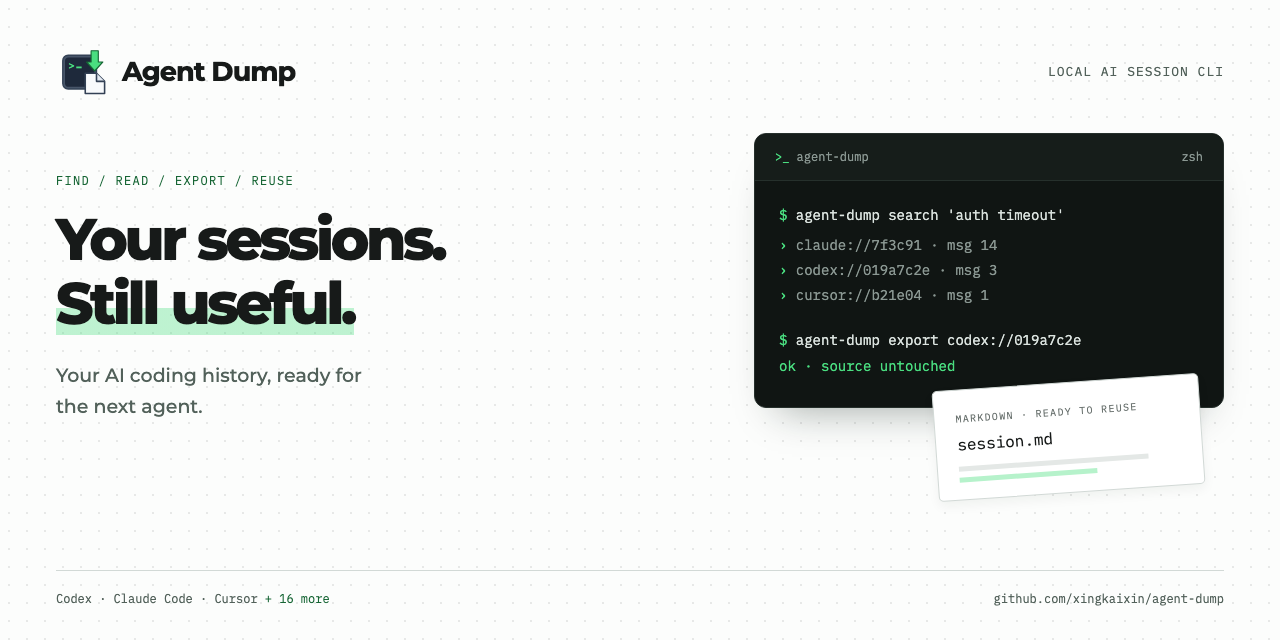 >_
Agent Dump
LOCAL AI SESSION CLI
FIND / READ / EXPORT / REUSE
Your sessions.
Still useful.
Your AI coding history, ready for
the next agent.
>_ agent-dump
zsh
$ agent-dump search 'auth timeout'
› claude://7f3c91 · msg 14
› codex://019a7c2e · msg 3
› cursor://b21e04 · msg 1
$ agent-dump export codex://019a7c2e
ok · source untouched
MARKDOWN · READY TO REUSE
session.md
Codex · Claude Code · Cursor + 16 more
github.com/xingkaixin/agent-dump